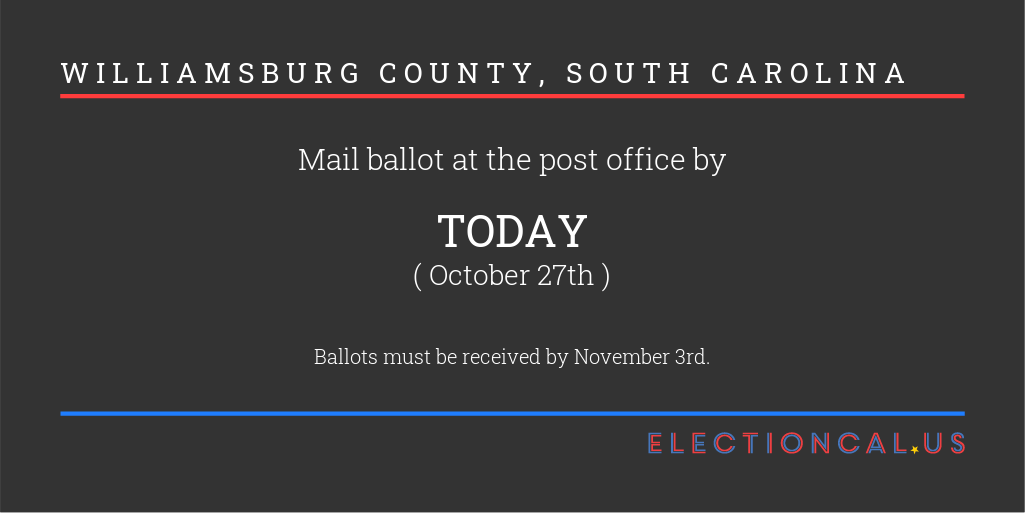 WILLIAMSBURG COUNTY, SOUTH CAROLINA
Mail ballot at the post office by
TODAY
( October 27th )
Ballots must be received by November 3rd.
ELECTIONCAL.US